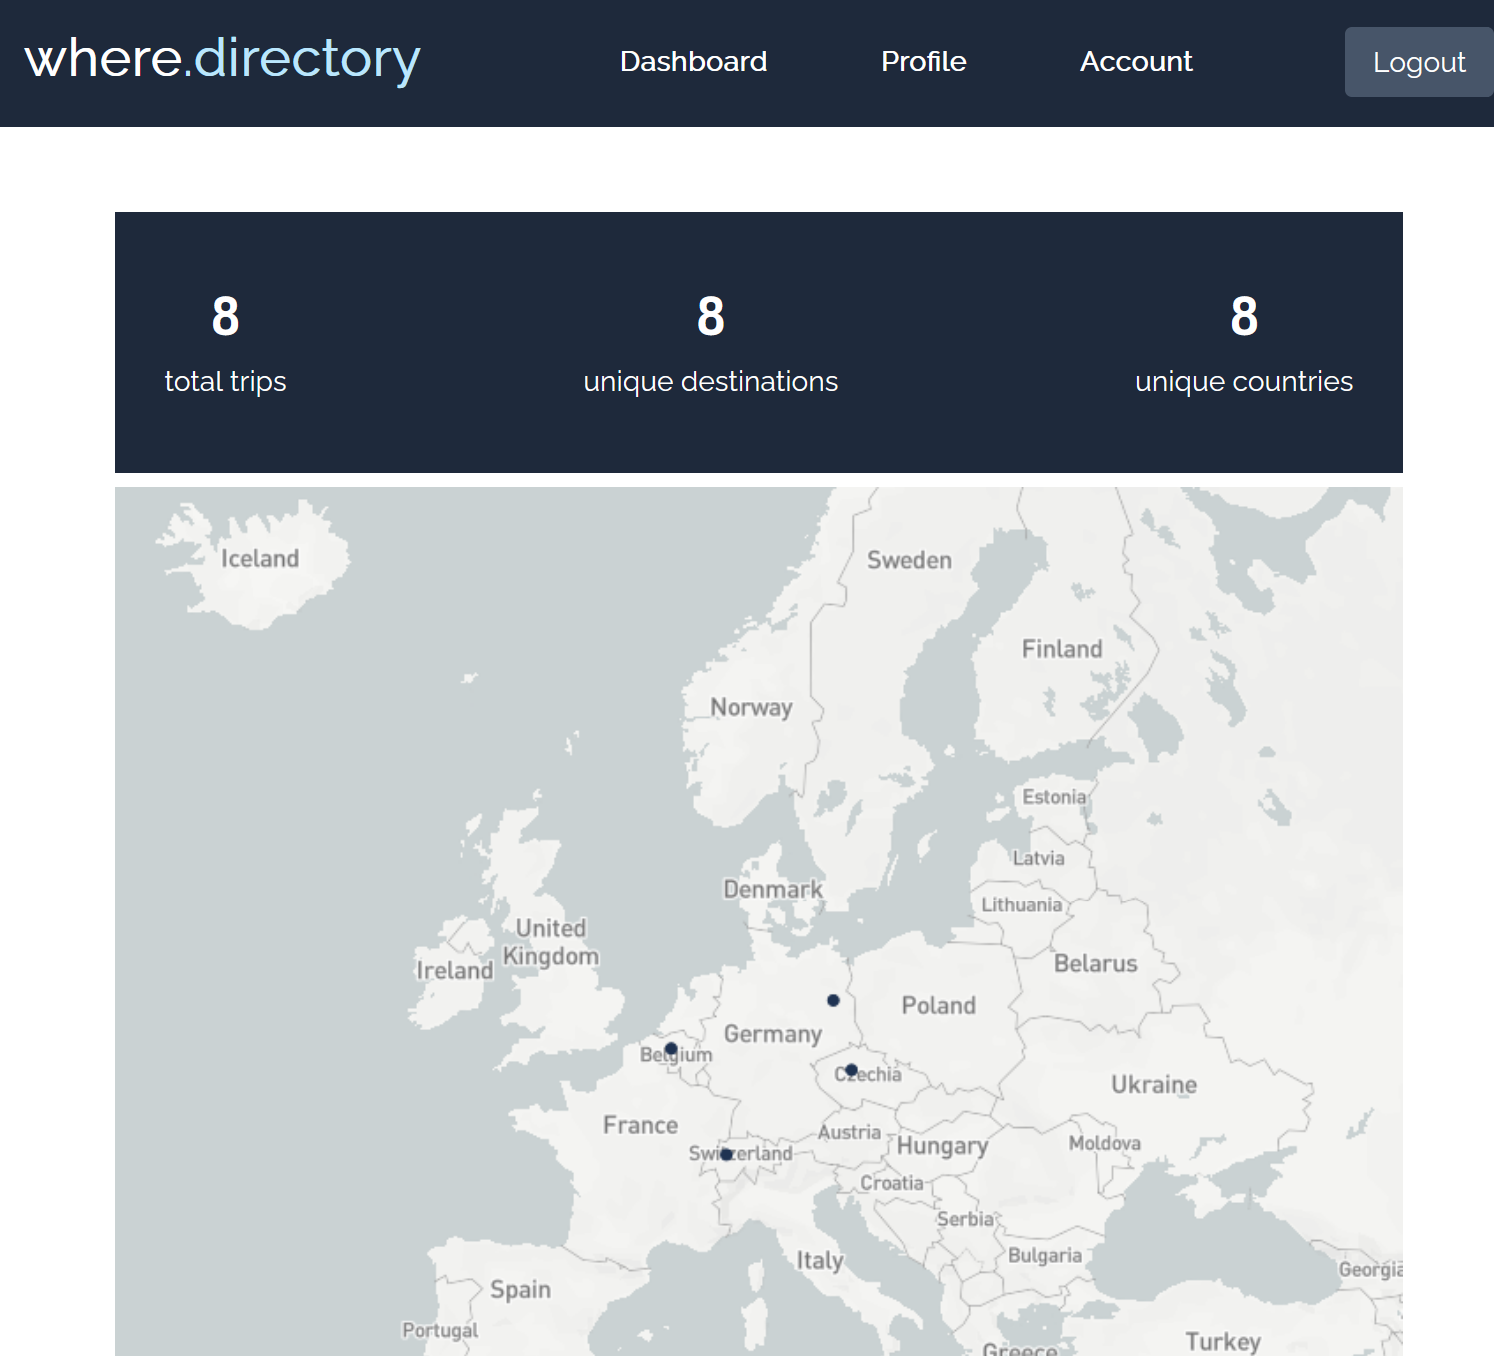 where.directory
Dashboard
Profile
Account
Logout
8
total trips
8
unique destinations
8
unique countries
Iceland
Sweden
Finland
Norway
Estonia
Latvia
Denmark
Lithuania
United
Kingdom
Ireland
Belarus
Poland
Germany
Belgium
Czechia
Ukraine
France
Austria
Switzerland
Hungary
Moldova
Croatia
Serbia
Bulgaria
Italy
Georgia
Spain
Portugal
Turkey
Greece